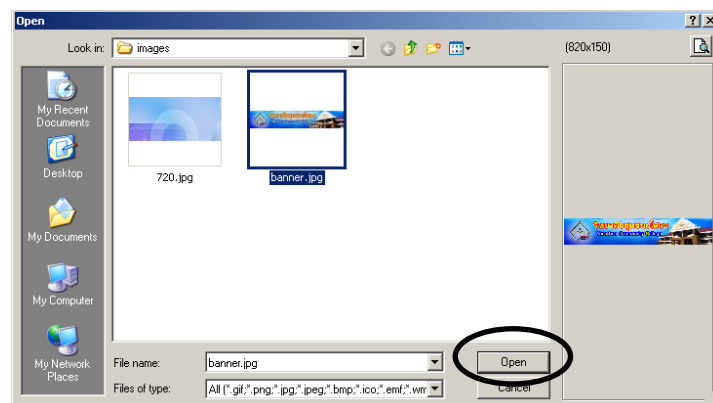 Open
Look in:
images
(820x150)
My Recent
Documents
Desktop
My Documents
My Computer
My Network
Places
720.jpg
banner.jpg
File name:
banner.jpg
Open
Files of type:
All (*.gif;*.png;*.jpg;*.jpeg;*.bmp;*.ico;*.emf;*.wm
Cancel